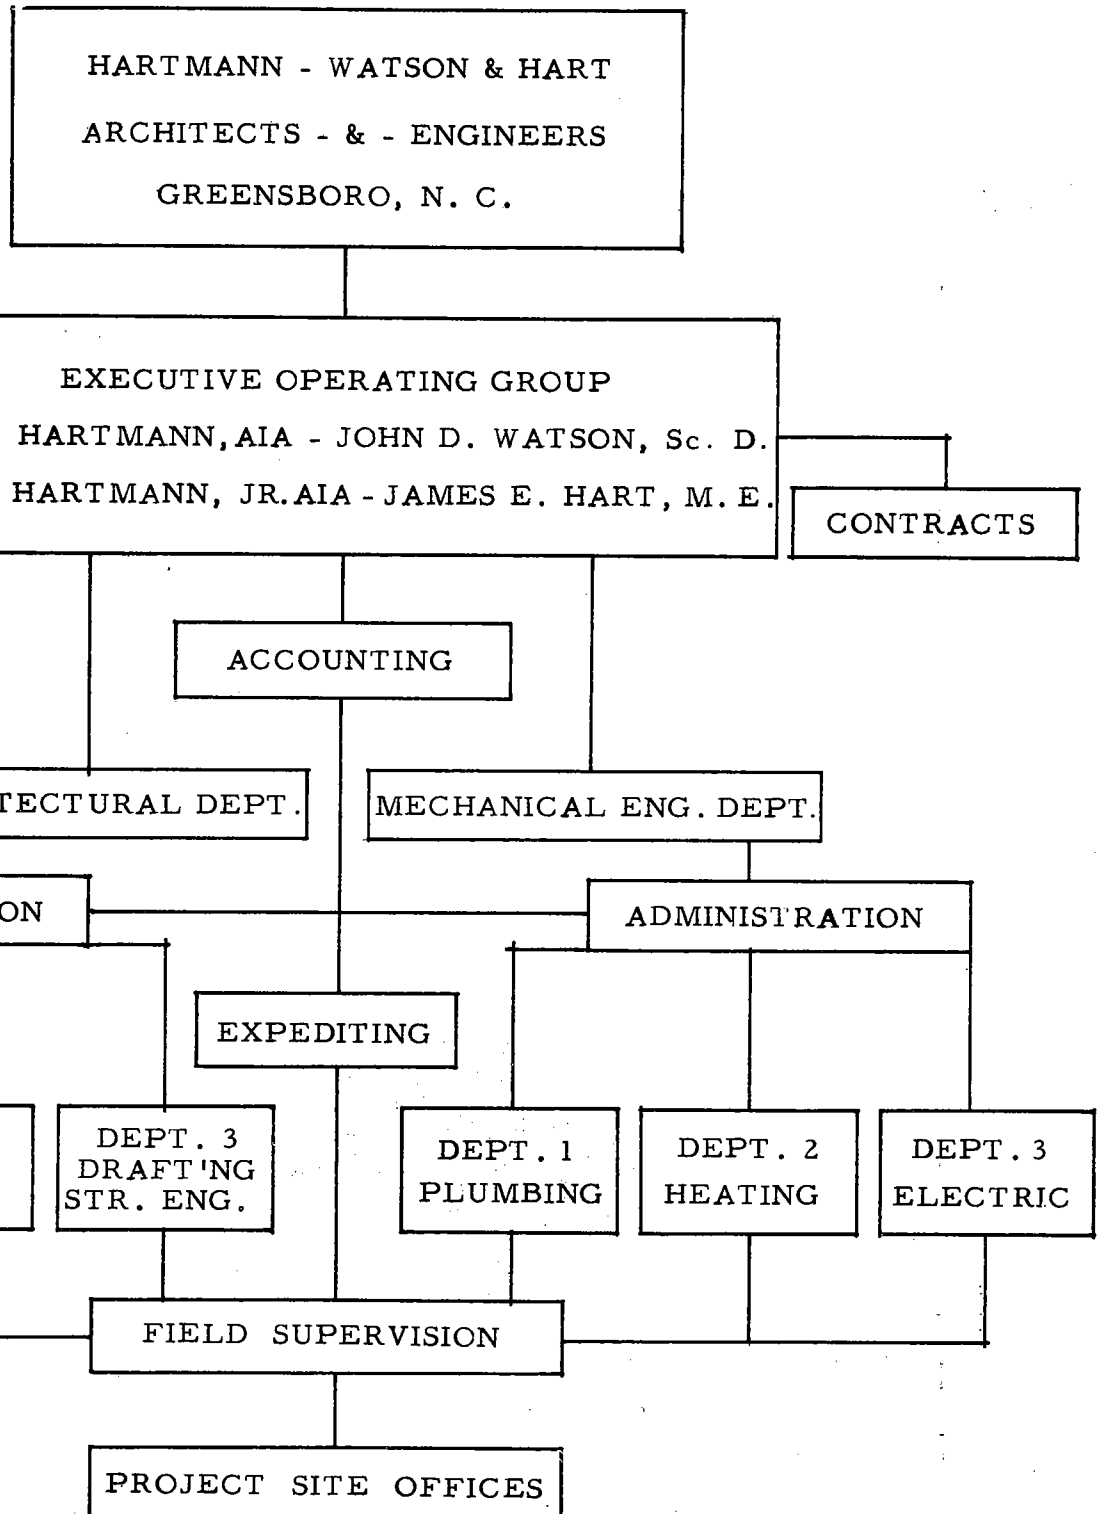 HARTMANN - WATSON & HART
ARCHITECTS - & - ENGINEERS
GREENSBORO, N. C.
EXECUTIVE OPERATING GROUP
HARTMANN, AIA - JOHN D. WATSON, Sc. D.
HARTMANN, JR. AIA - JAMES E. HART, M. E.
CONTRACTS
ACCOUNTING
TECTURAL DEPT.
MECHANICAL ENG. DEPT.
ON
ADMINISTRATION
EXPEDITING
DEPT. 3
DRAFT'NG
STR. ENG.
DEPT. 1
PLUMBING
DEPT. 2
HEATING
DEPT. 3
ELECTRIC
FIELD SUPERVISION
PROJECT SITE OFFICES